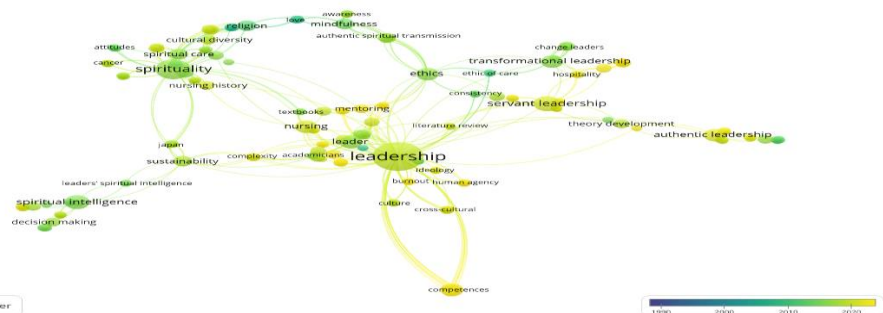 awareness
love
mindfulness
religion
authentic spiritual transmission
cultural diversity
attitudes
spiritual care
change leaders
cancer
spirituality
transformational leadership
ethics
ethic of care
hospitality
nursing history
consistency
servant leadership
textbooks
mentoring
nursing
literature review
theory development
authentic leadership
leader
japan
sustainability
complexity
academicians
leadership
ideology
leaders' spiritual intelligence
burnout
human agency
spiritual intelligence
culture
cross-cultural
decision making
competences
er
1990
2000
2010
2020